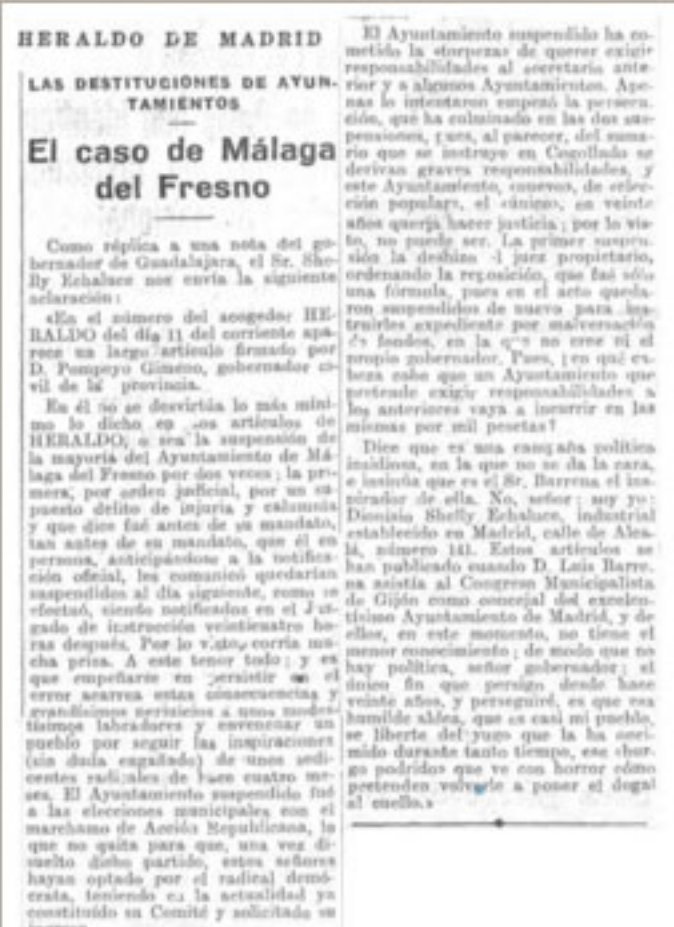 HERALDO DE MADRID
LAS DESTITUCIONES DE AYUN-
TAMIENTOS
El caso de Málaga
del Fresno
Como réplica a una nota del go-
bernador de Guadalajara, el Sr. She-
lly Echaluce nos envía la siguiente
aclaración:
«En el número del acogedor HE-
RALDO del día 11 del corriente apa-
rece un largo artículo firmado por
D. Pompeyo Gimeno, gobernador ci-
vil de la provincia.
En él no se desvirtúa lo más míni-
mo lo dicho en los artículos de
HERALDO, o sea la suspensión de
la mayoría del Ayuntamiento de Má-
laga del Fresno por dos veces; la pri-
mera, por orden judicial, por un su-
puesto delito de injuria y calumnia
y que dice fué antes de su mandato,
tan antes de su mandato, que él en
persona, anticipándose a la notifica-
ción oficial, les comunicó quedarían
suspendidos al día siguiente, como se
efectuó, siendo notificados en el Juz-
gado de instrucción veinticuatro ho-
ras después. Por lo visto, corría mu-
cha prisa. A este tenor todo; y es
que empeñarse en persistir en el
error acarrea estas consecuencias y
grandísimos perjuicios a unos modes-
tísimos labradores y envenenar un
pueblo por seguir las inspiraciones
(sin duda engañado) de unos sedi-
centes radicales de hace cuatro me-
ses. El Ayuntamiento suspendido fué
a las elecciones municipales con el
marchamo de Acción Republicana, lo
que no quita para que, una vez di-
suelto dicho partido, estos señores
hayan optado por el radical demó-
crata, teniendo en la actualidad ya
constituído su Comité y solicitado su
El Ayuntamiento suspendido ha co-
metido la «torpeza» de querer exigir
responsabilidades al secretario ante-
rior y a algunos Ayuntamientos. Ape-
nas lo intentaron empezó la persecu-
ción, que ha culminado en las dos sus-
pensiones, pues, al parecer, del suma-
rio que se instruye en Cogolludo se
derivan graves responsabilidades, y
este Ayuntamiento, «nuevo», de elec-
ción popular, el «único», en veinte
años quería hacer justicia; por lo vis-
to, no puede ser. La primer suspen-
sión la deshizo el juez propietario,
ordenando la reposición, que fué sólo
una fórmula, pues en el acto queda-
ron suspendidos de nuevo para ins-
truirles expediente por malversación
de fondos, en la que no cree ni el
propio gobernador. Pues, ¿en qué ca-
beza cabe que un Ayuntamiento que
pretende exigir responsabilidades a
los anteriores vaya a incurrir en las
mismas por mil pesetas?
Dice que es una campaña política
insidiosa, en la que no se da la cara,
e insinúa que es el Sr. Barrena el ins-
pirador de ella. No, señor; soy yo:
Dionisio Shelly Echaluce, industrial
establecido en Madrid, calle de Alca-
lá, número 141. Estos artículos se
han publicado cuando D. Luis Barre-
na asistía al Congreso Municipalista
de Gijón como concejal del excelen-
tísimo Ayuntamiento de Madrid, y de
ellos, en este momento, no tiene el
menor conocimiento; de modo que no
hay política, señor gobernador; el
único fin que persigo desde hace
veinte años, y perseguiré, es que esa
humilde aldea, que es casi mi pueblo,
se liberte del yugo que la ha opri-
mido durante tanto tiempo, ese «bur-
go podrido» que ve con horror cómo
pretenden volverle a poner el dogal
al cuello.»